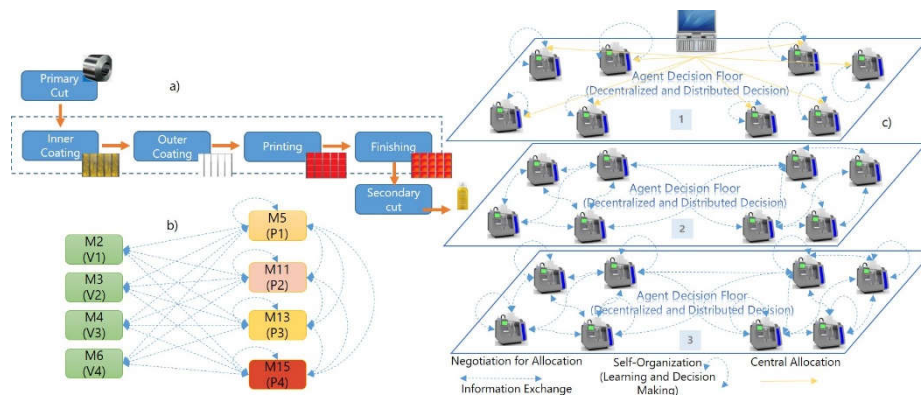 Primary
Cut
a)
Inner
Coating
Outer
Coating
Printing
Finishing
Secondary
cut
b)
M2
(V1)
M3
(V2)
M4
(V3)
M6
(V4)
M5
(P1)
M11
(P2)
M13
(P3)
M15
(P4)
c)
Agent Decision Floor
(Decentralized and Distributed Decision)
1
Agent Decision Floor
(Decentralized and Distributed Decision)
2
Agent Decision Floor
(Decentralized and Distributed Decision)
3
Negotiation for Allocation
Information Exchange
Self-Organization
(Learning and Decision
Making)
Central Allocation